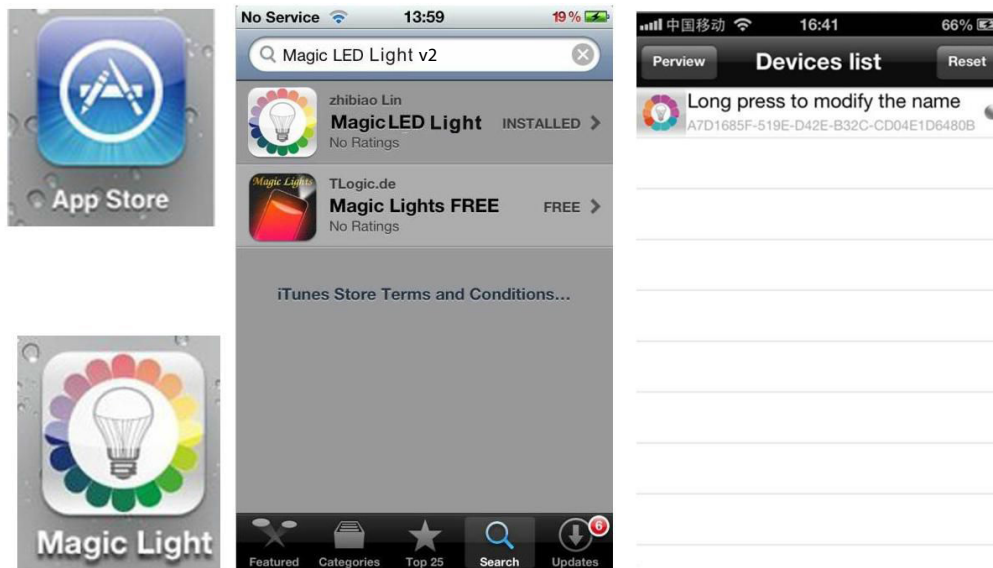 App Store
Magic Light
No Service 13:59 19%
Magic LED Light v2
zhibiao Lin
MagicLED Light INSTALLED
No Ratings
Magic Lights
TLogic.de
Magic Lights FREE FREE
No Ratings
iTunes Store Terms and Conditions...
Featured Categories Top 25 Search Updates 6
中国移动 16:41 66%
Perview Devices list Reset
Long press to modify the name
A7D1685F-519E-D42E-B32C-CD04E1D6480B